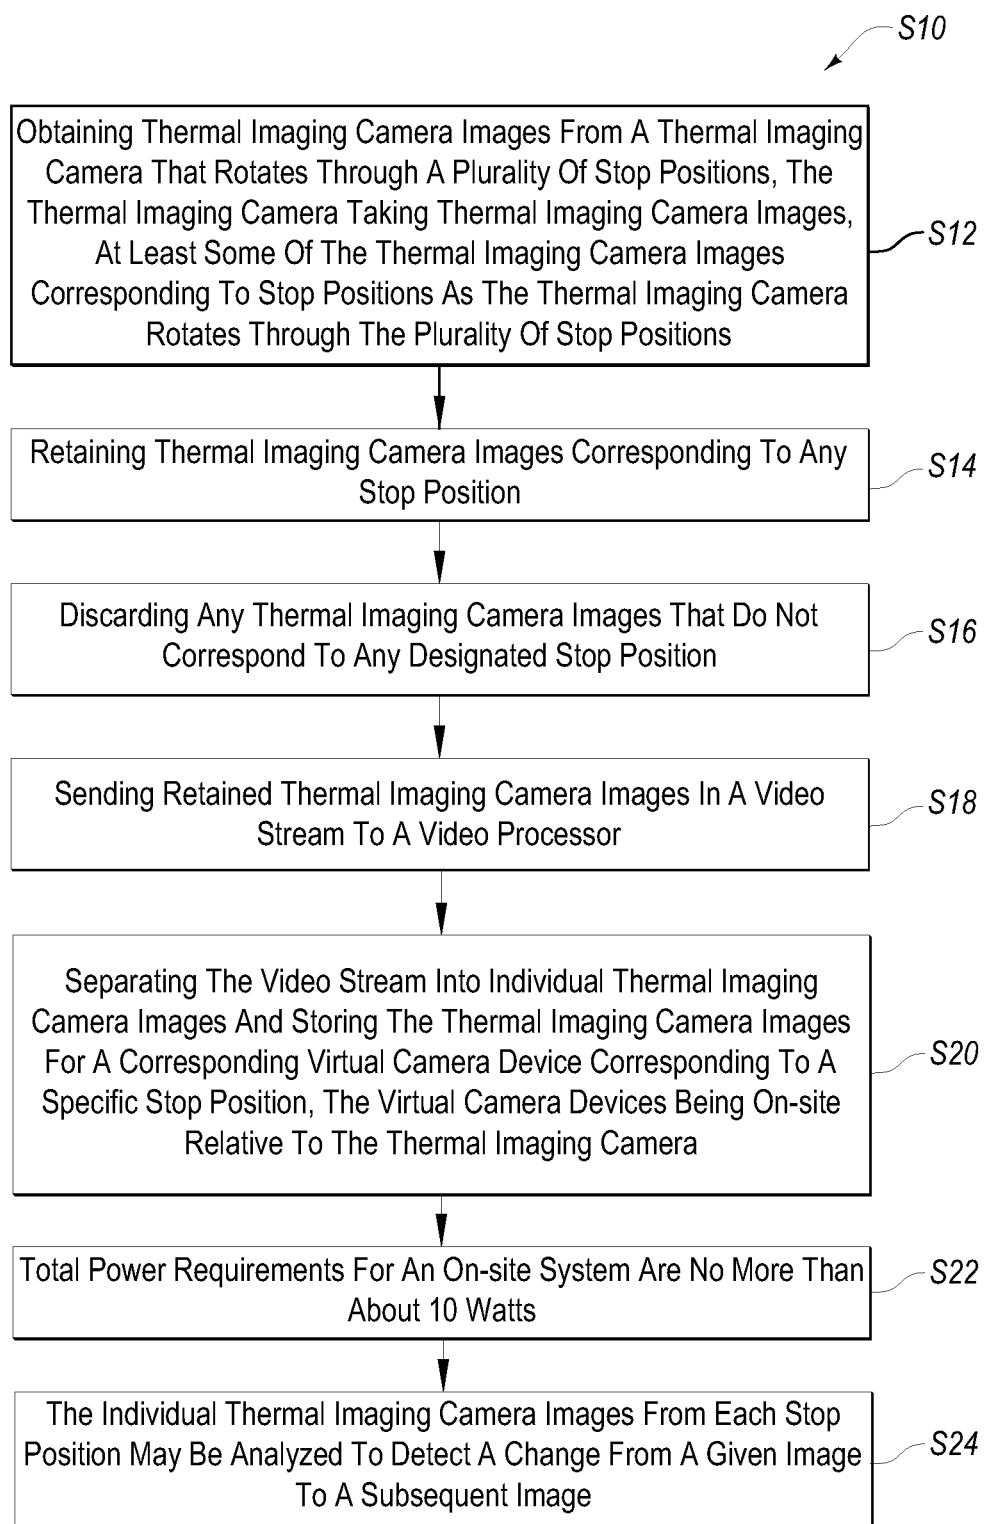 S10
Obtaining Thermal Imaging Camera Images From A Thermal Imaging
Camera That Rotates Through A Plurality Of Stop Positions, The
Thermal Imaging Camera Taking Thermal Imaging Camera Images,
At Least Some Of The Thermal Imaging Camera Images
Corresponding To Stop Positions As The Thermal Imaging Camera
Rotates Through The Plurality Of Stop Positions
S12
Retaining Thermal Imaging Camera Images Corresponding To Any
Stop Position
S14
Discarding Any Thermal Imaging Camera Images That Do Not
Correspond To Any Designated Stop Position
S16
Sending Retained Thermal Imaging Camera Images In A Video
Stream To A Video Processor
S18
Separating The Video Stream Into Individual Thermal Imaging
Camera Images And Storing The Thermal Imaging Camera Images
For A Corresponding Virtual Camera Device Corresponding To A
Specific Stop Position, The Virtual Camera Devices Being On-site
Relative To The Thermal Imaging Camera
S20
Total Power Requirements For An On-site System Are No More Than
About 10 Watts
S22
The Individual Thermal Imaging Camera Images From Each Stop
Position May Be Analyzed To Detect A Change From A Given Image
To A Subsequent Image
S24